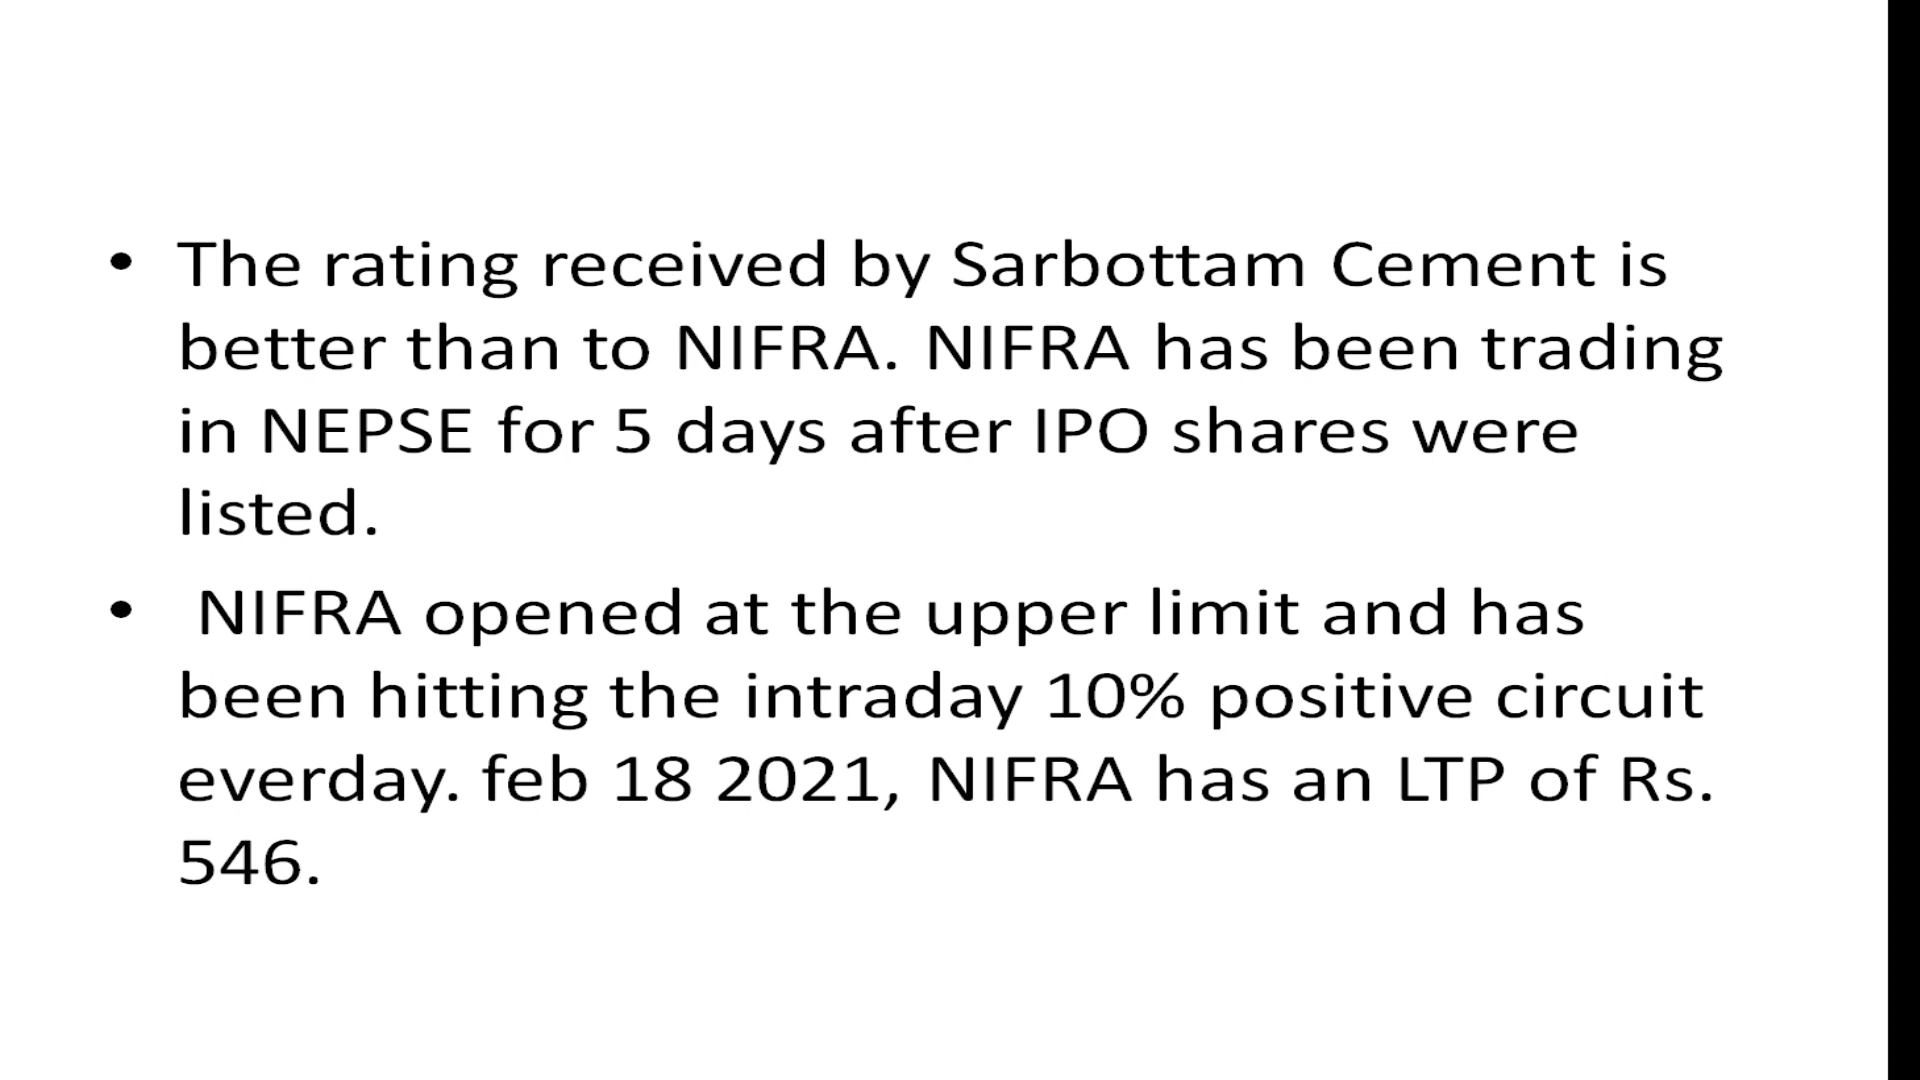 • The rating received by Sarbottam Cement is
better than to NIFRA. NIFRA has been trading
in NEPSE for 5 days after IPO shares were
listed.
• NIFRA opened at the upper limit and has
been hitting the intraday 10% positive circuit
everday. feb 18 2021, NIFRA has an LTP of Rs.
546.